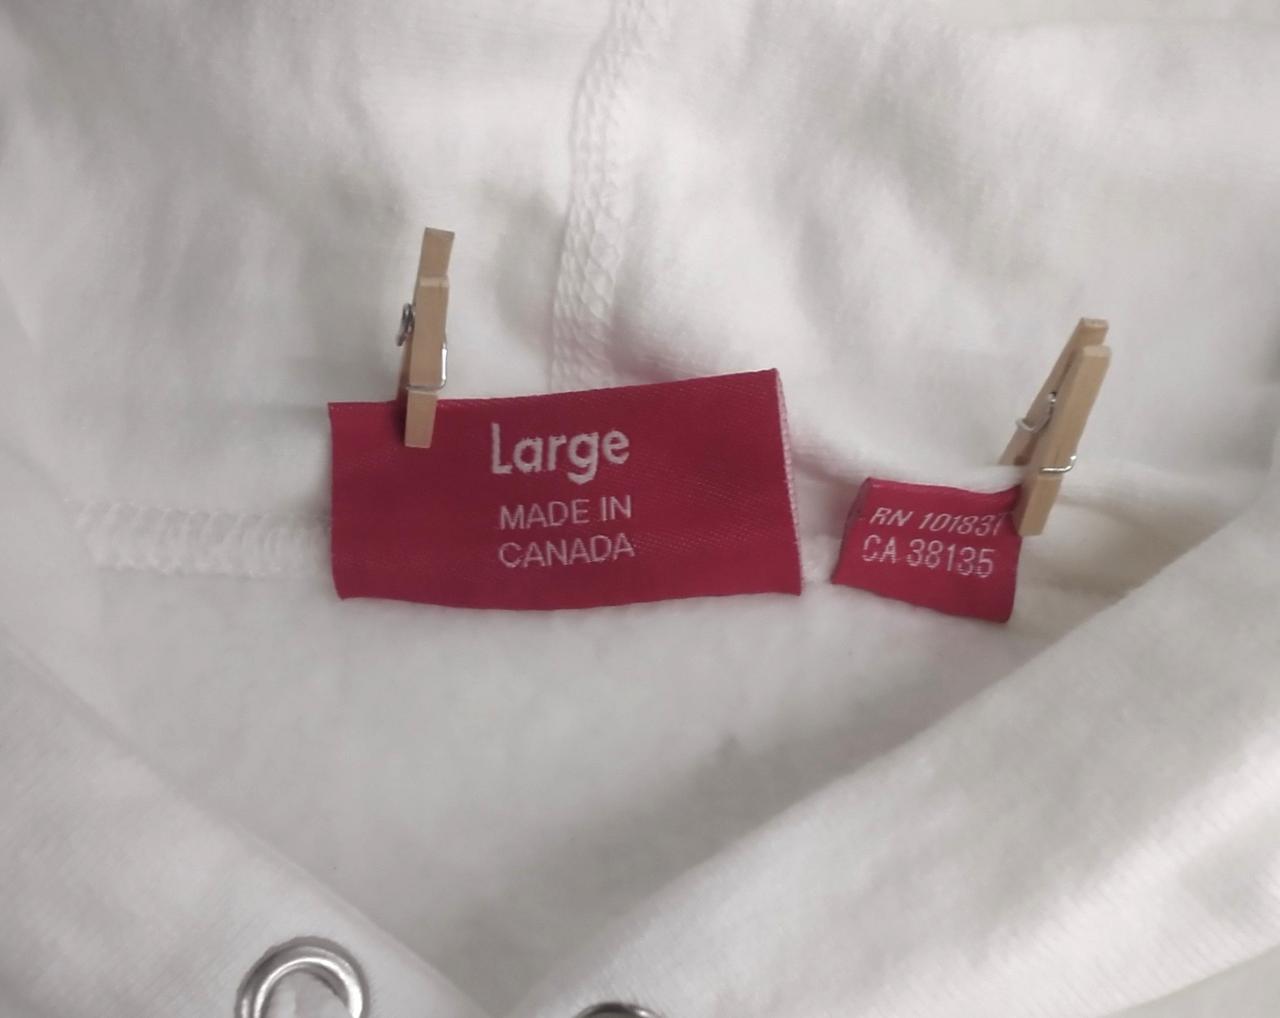 Large
MADE IN
CANADA
RN 101831
CA 38135